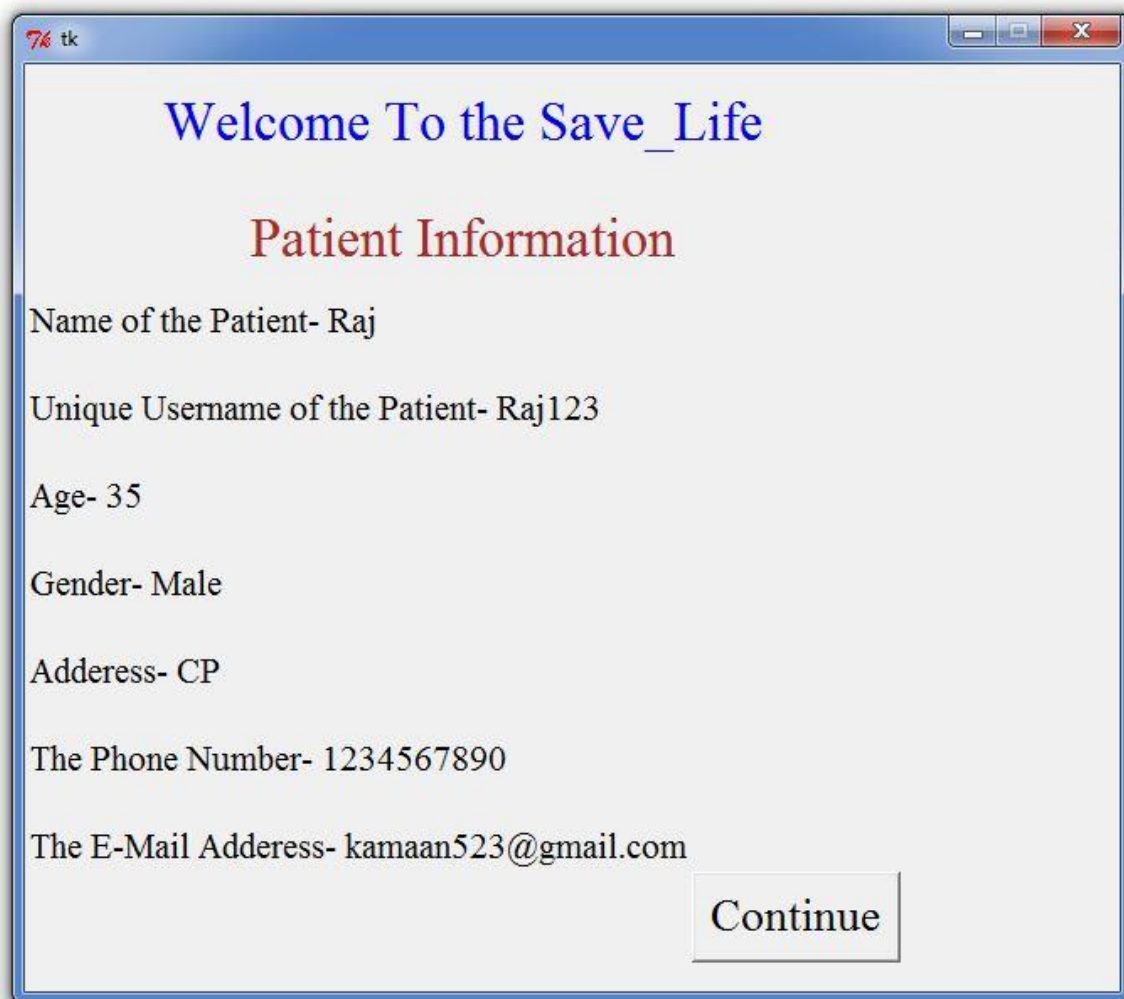 tk
Welcome To the Save_Life
Patient Information
Name of the Patient- Raj
Unique Username of the Patient- Raj123
Age- 35
Gender- Male
Adderess- CP
The Phone Number- 1234567890
The E-Mail Adderess- kamaan523@gmail.com
Continue